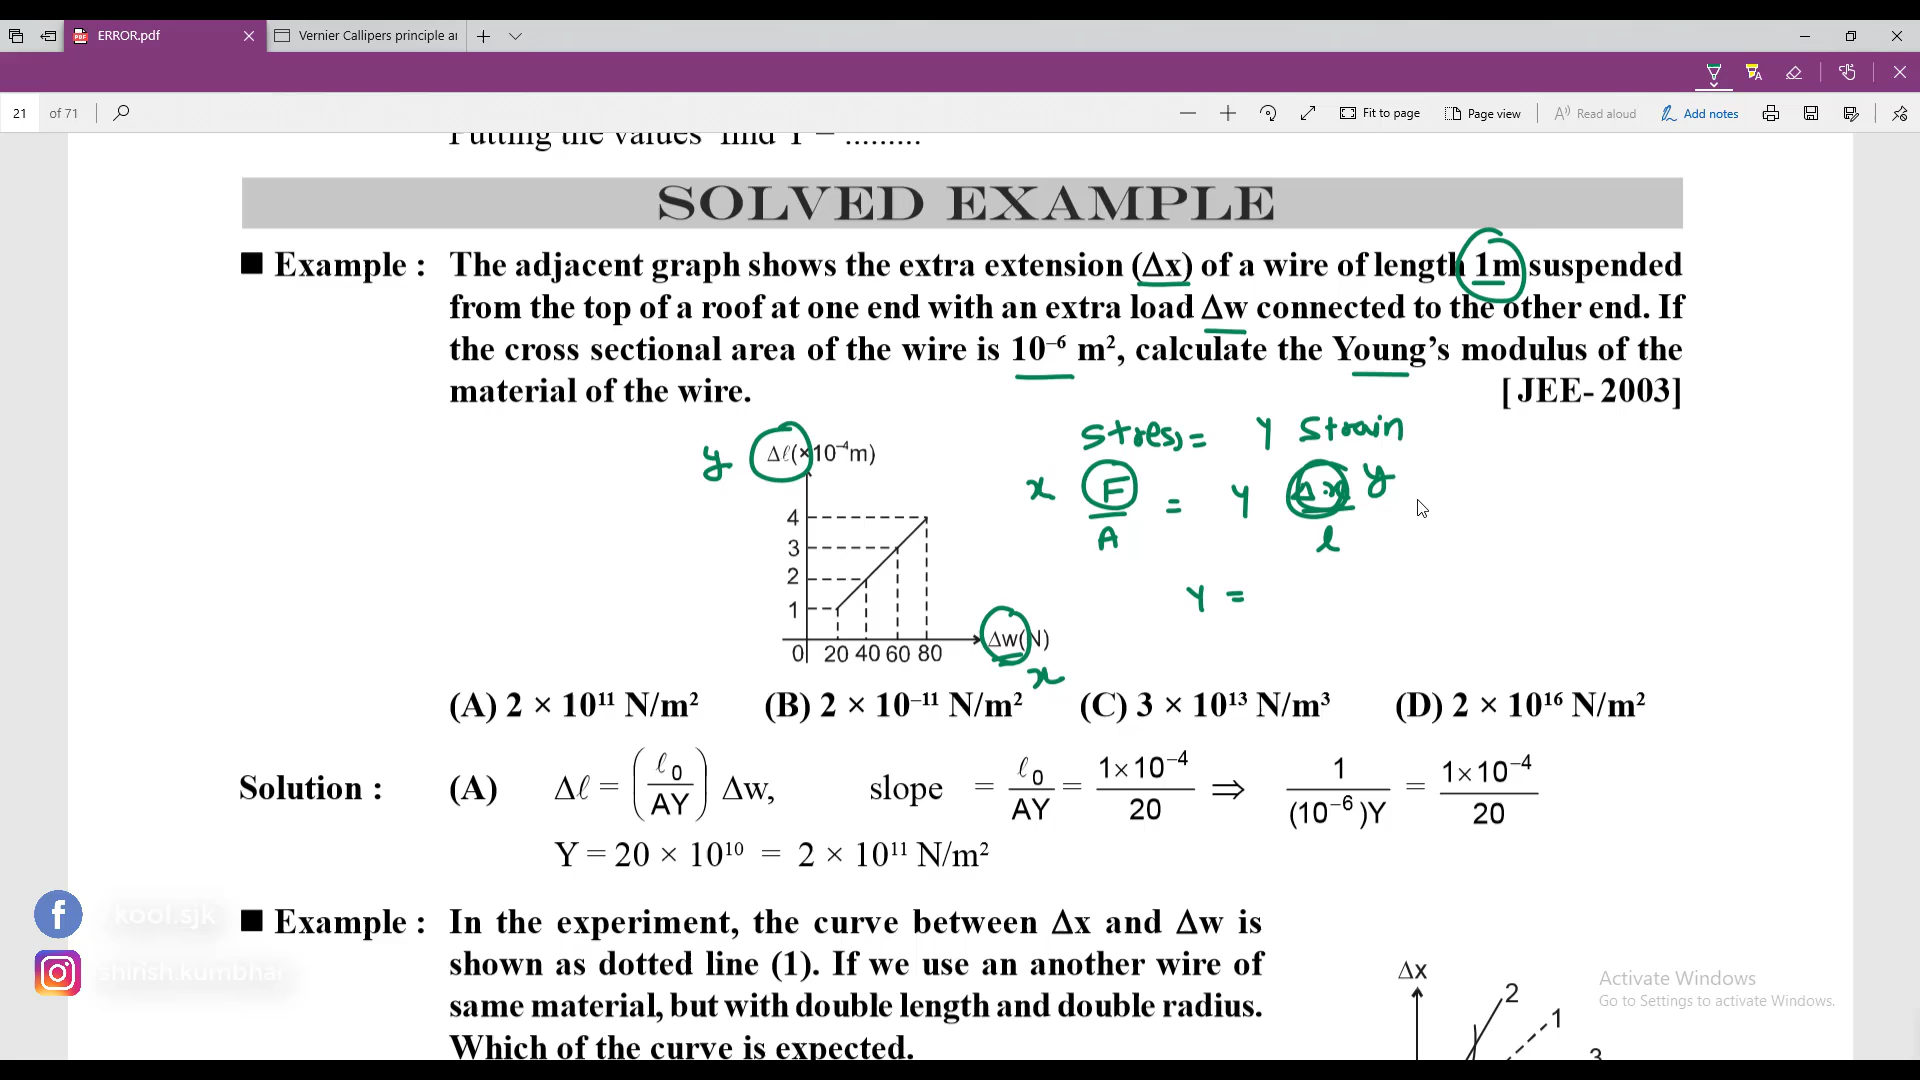 ERROR.pdf
Vernier Callipers principle ar
21 of 71
Fit to page
Page view
Read aloud
Add notes
Putting the values find Y = .........
SOLVED EXAMPLE
■ Example : The adjacent graph shows the extra extension (Δx) of a wire of length 1m suspended
from the top of a roof at one end with an extra load Δw connected to the other end. If
the cross sectional area of the wire is 10⁻⁶ m², calculate the Young's modulus of the
material of the wire. [JEE- 2003]
Stress = Y Strain
y Δℓ(×10⁻⁴m)
x F/A = Y Δx/l y
4
3
2
1
Y =
0 20 40 60 80
Δw(N)
x
(A) 2 × 10¹¹ N/m² (B) 2 × 10⁻¹¹ N/m² (C) 3 × 10¹³ N/m³ (D) 2 × 10¹⁶ N/m²
Solution : (A) Δℓ = (ℓ₀/AY) Δw, slope = ℓ₀/AY = 1×10⁻⁴/20 ⇒ 1/(10⁻⁶)Y = 1×10⁻⁴/20
Y = 20 × 10¹⁰ = 2 × 10¹¹ N/m²
kool.sjk
shirish.kumbhar
■ Example : In the experiment, the curve between Δx and Δw is
shown as dotted line (1). If we use an another wire of
same material, but with double length and double radius.
Which of the curve is expected.
Δx
2
1
3
Activate Windows
Go to Settings to activate Windows.